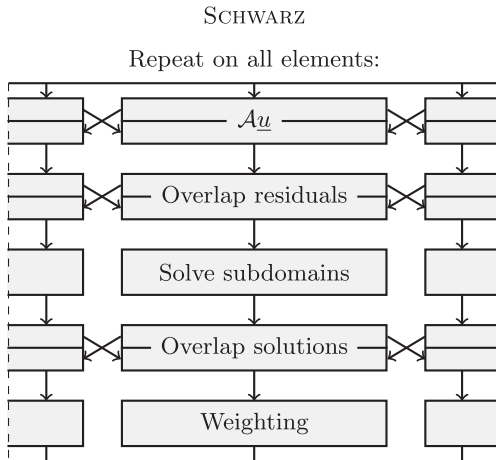 SCHWARZ
Repeat on all elements:
𝒜u̲
Overlap residuals
Solve subdomains
Overlap solutions
Weighting